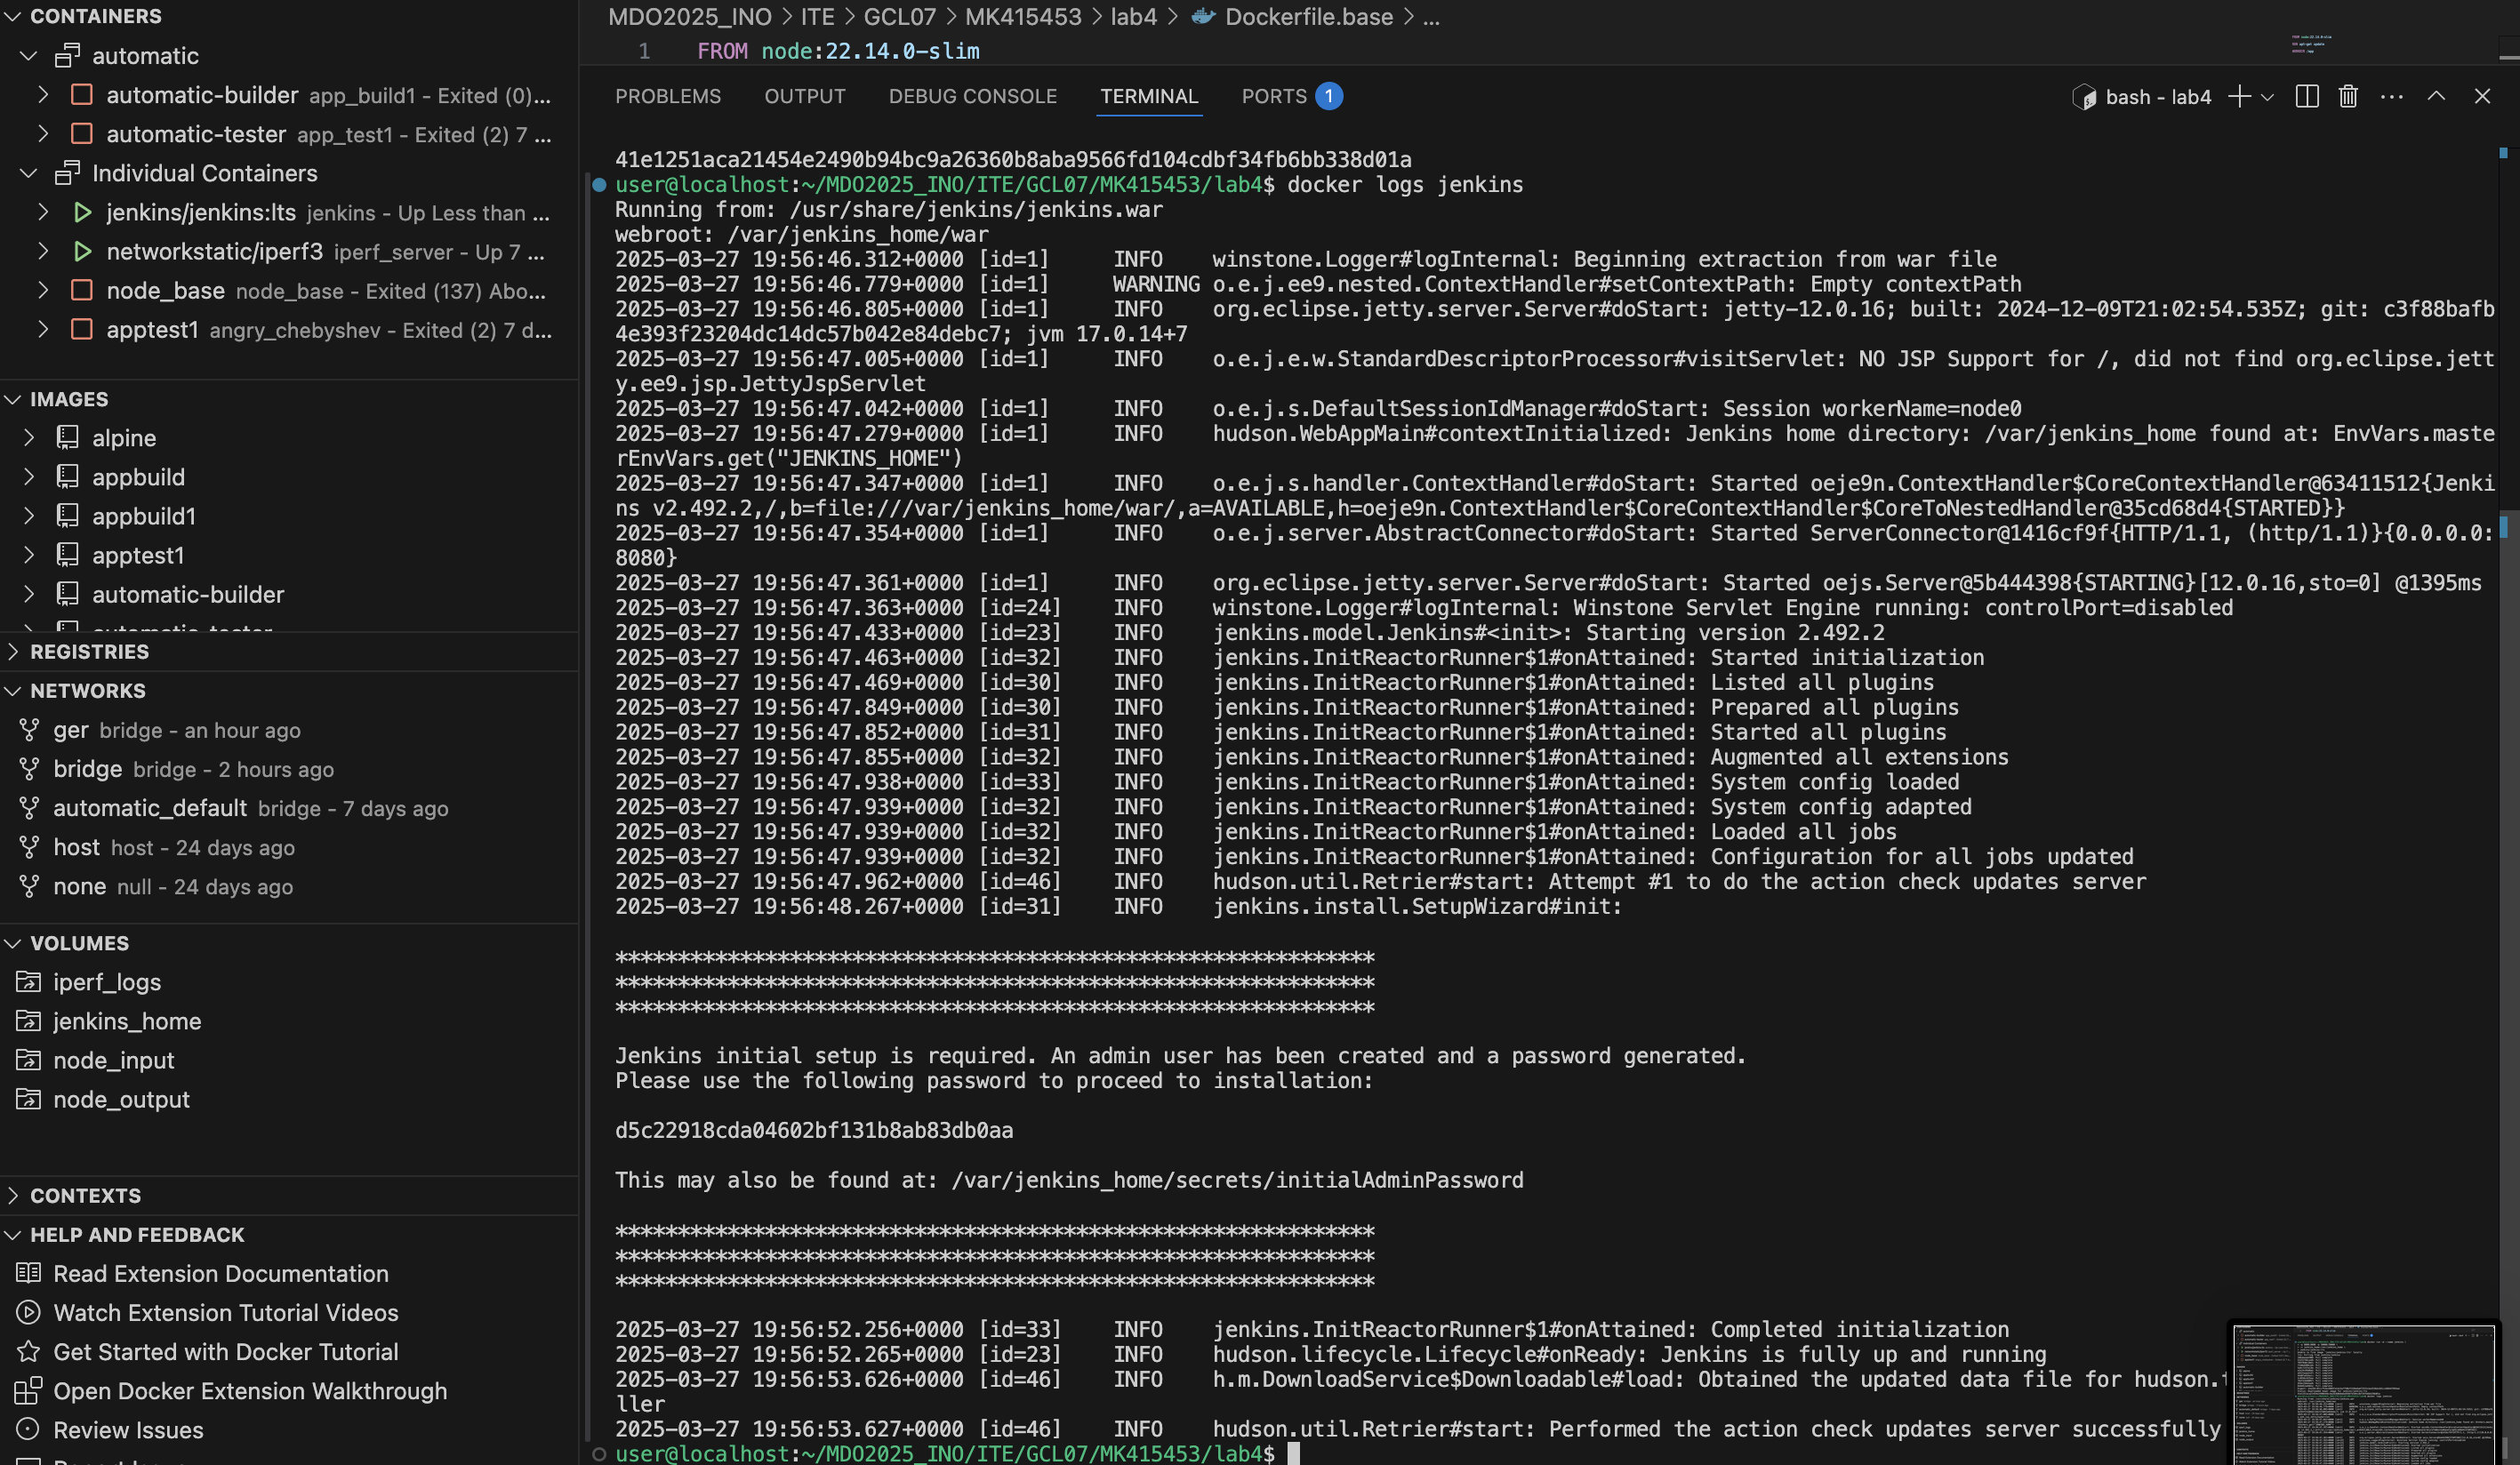 CONTAINERS
automatic
automatic-builder app_build1 - Exited (0)...
automatic-tester app_test1 - Exited (2) 7 ...
Individual Containers
jenkins/jenkins:lts jenkins - Up Less than ...
networkstatic/iperf3 iperf_server - Up 7 ...
node_base node_base - Exited (137) Abo...
apptest1 angry_chebyshev - Exited (2) 7 d...
IMAGES
alpine
appbuild
appbuild1
apptest1
automatic-builder
automatic-tester
REGISTRIES
NETWORKS
ger bridge - an hour ago
bridge bridge - 2 hours ago
automatic_default bridge - 7 days ago
host host - 24 days ago
none null - 24 days ago
VOLUMES
iperf_logs
jenkins_home
node_input
node_output
CONTEXTS
HELP AND FEEDBACK
Read Extension Documentation
Watch Extension Tutorial Videos
Get Started with Docker Tutorial
Open Docker Extension Walkthrough
Review Issues
MDO2025_INO > ITE > GCL07 > MK415453 > lab4 > Dockerfile.base > ...
1 FROM node:22.14.0-slim
PROBLEMS OUTPUT DEBUG CONSOLE TERMINAL PORTS 1 bash - lab4
41e1251aca21454e2490b94bc9a26360b8aba9566fd104cdbf34fb6bb338d01a
user@localhost:~/MDO2025_INO/ITE/GCL07/MK415453/lab4$ docker logs jenkins
Running from: /usr/share/jenkins/jenkins.war
webroot: /var/jenkins_home/war
2025-03-27 19:56:46.312+0000 [id=1] INFO winstone.Logger#logInternal: Beginning extraction from war file
2025-03-27 19:56:46.779+0000 [id=1] WARNING o.e.j.ee9.nested.ContextHandler#setContextPath: Empty contextPath
2025-03-27 19:56:46.805+0000 [id=1] INFO org.eclipse.jetty.server.Server#doStart: jetty-12.0.16; built: 2024-12-09T21:02:54.535Z; git: c3f88bafb
4e393f23204dc14dc57b042e84debc7; jvm 17.0.14+7
2025-03-27 19:56:47.005+0000 [id=1] INFO o.e.j.e.w.StandardDescriptorProcessor#visitServlet: NO JSP Support for /, did not find org.eclipse.jett
y.ee9.jsp.JettyJspServlet
2025-03-27 19:56:47.042+0000 [id=1] INFO o.e.j.s.DefaultSessionIdManager#doStart: Session workerName=node0
2025-03-27 19:56:47.279+0000 [id=1] INFO hudson.WebAppMain#contextInitialized: Jenkins home directory: /var/jenkins_home found at: EnvVars.maste
rEnvVars.get("JENKINS_HOME")
2025-03-27 19:56:47.347+0000 [id=1] INFO o.e.j.s.handler.ContextHandler#doStart: Started oeje9n.ContextHandler$CoreContextHandler@63411512{Jenki
ns v2.492.2,/,b=file:///var/jenkins_home/war/,a=AVAILABLE,h=oeje9n.ContextHandler$CoreContextHandler$CoreToNestedHandler@35cd68d4{STARTED}}
2025-03-27 19:56:47.354+0000 [id=1] INFO o.e.j.server.AbstractConnector#doStart: Started ServerConnector@1416cf9f{HTTP/1.1, (http/1.1)}{0.0.0.0:
8080}
2025-03-27 19:56:47.361+0000 [id=1] INFO org.eclipse.jetty.server.Server#doStart: Started oejs.Server@5b444398{STARTING}[12.0.16,sto=0] @1395ms
2025-03-27 19:56:47.363+0000 [id=24] INFO winstone.Logger#logInternal: Winstone Servlet Engine running: controlPort=disabled
2025-03-27 19:56:47.433+0000 [id=23] INFO jenkins.model.Jenkins#<init>: Starting version 2.492.2
2025-03-27 19:56:47.463+0000 [id=32] INFO jenkins.InitReactorRunner$1#onAttained: Started initialization
2025-03-27 19:56:47.469+0000 [id=30] INFO jenkins.InitReactorRunner$1#onAttained: Listed all plugins
2025-03-27 19:56:47.849+0000 [id=30] INFO jenkins.InitReactorRunner$1#onAttained: Prepared all plugins
2025-03-27 19:56:47.852+0000 [id=31] INFO jenkins.InitReactorRunner$1#onAttained: Started all plugins
2025-03-27 19:56:47.855+0000 [id=32] INFO jenkins.InitReactorRunner$1#onAttained: Augmented all extensions
2025-03-27 19:56:47.938+0000 [id=33] INFO jenkins.InitReactorRunner$1#onAttained: System config loaded
2025-03-27 19:56:47.939+0000 [id=32] INFO jenkins.InitReactorRunner$1#onAttained: System config adapted
2025-03-27 19:56:47.939+0000 [id=32] INFO jenkins.InitReactorRunner$1#onAttained: Loaded all jobs
2025-03-27 19:56:47.939+0000 [id=32] INFO jenkins.InitReactorRunner$1#onAttained: Configuration for all jobs updated
2025-03-27 19:56:47.962+0000 [id=46] INFO hudson.util.Retrier#start: Attempt #1 to do the action check updates server
2025-03-27 19:56:48.267+0000 [id=31] INFO jenkins.install.SetupWizard#init:
*************************************************************
*************************************************************
*************************************************************
Jenkins initial setup is required. An admin user has been created and a password generated.
Please use the following password to proceed to installation:
d5c22918cda04602bf131b8ab83db0aa
This may also be found at: /var/jenkins_home/secrets/initialAdminPassword
*************************************************************
*************************************************************
*************************************************************
2025-03-27 19:56:52.256+0000 [id=33] INFO jenkins.InitReactorRunner$1#onAttained: Completed initialization
2025-03-27 19:56:52.265+0000 [id=23] INFO hudson.lifecycle.Lifecycle#onReady: Jenkins is fully up and running
2025-03-27 19:56:53.626+0000 [id=46] INFO h.m.DownloadService$Downloadable#load: Obtained the updated data file for hudson.
ller
2025-03-27 19:56:53.627+0000 [id=46] INFO hudson.util.Retrier#start: Performed the action check updates server successfully
user@localhost:~/MDO2025_INO/ITE/GCL07/MK415453/lab4$